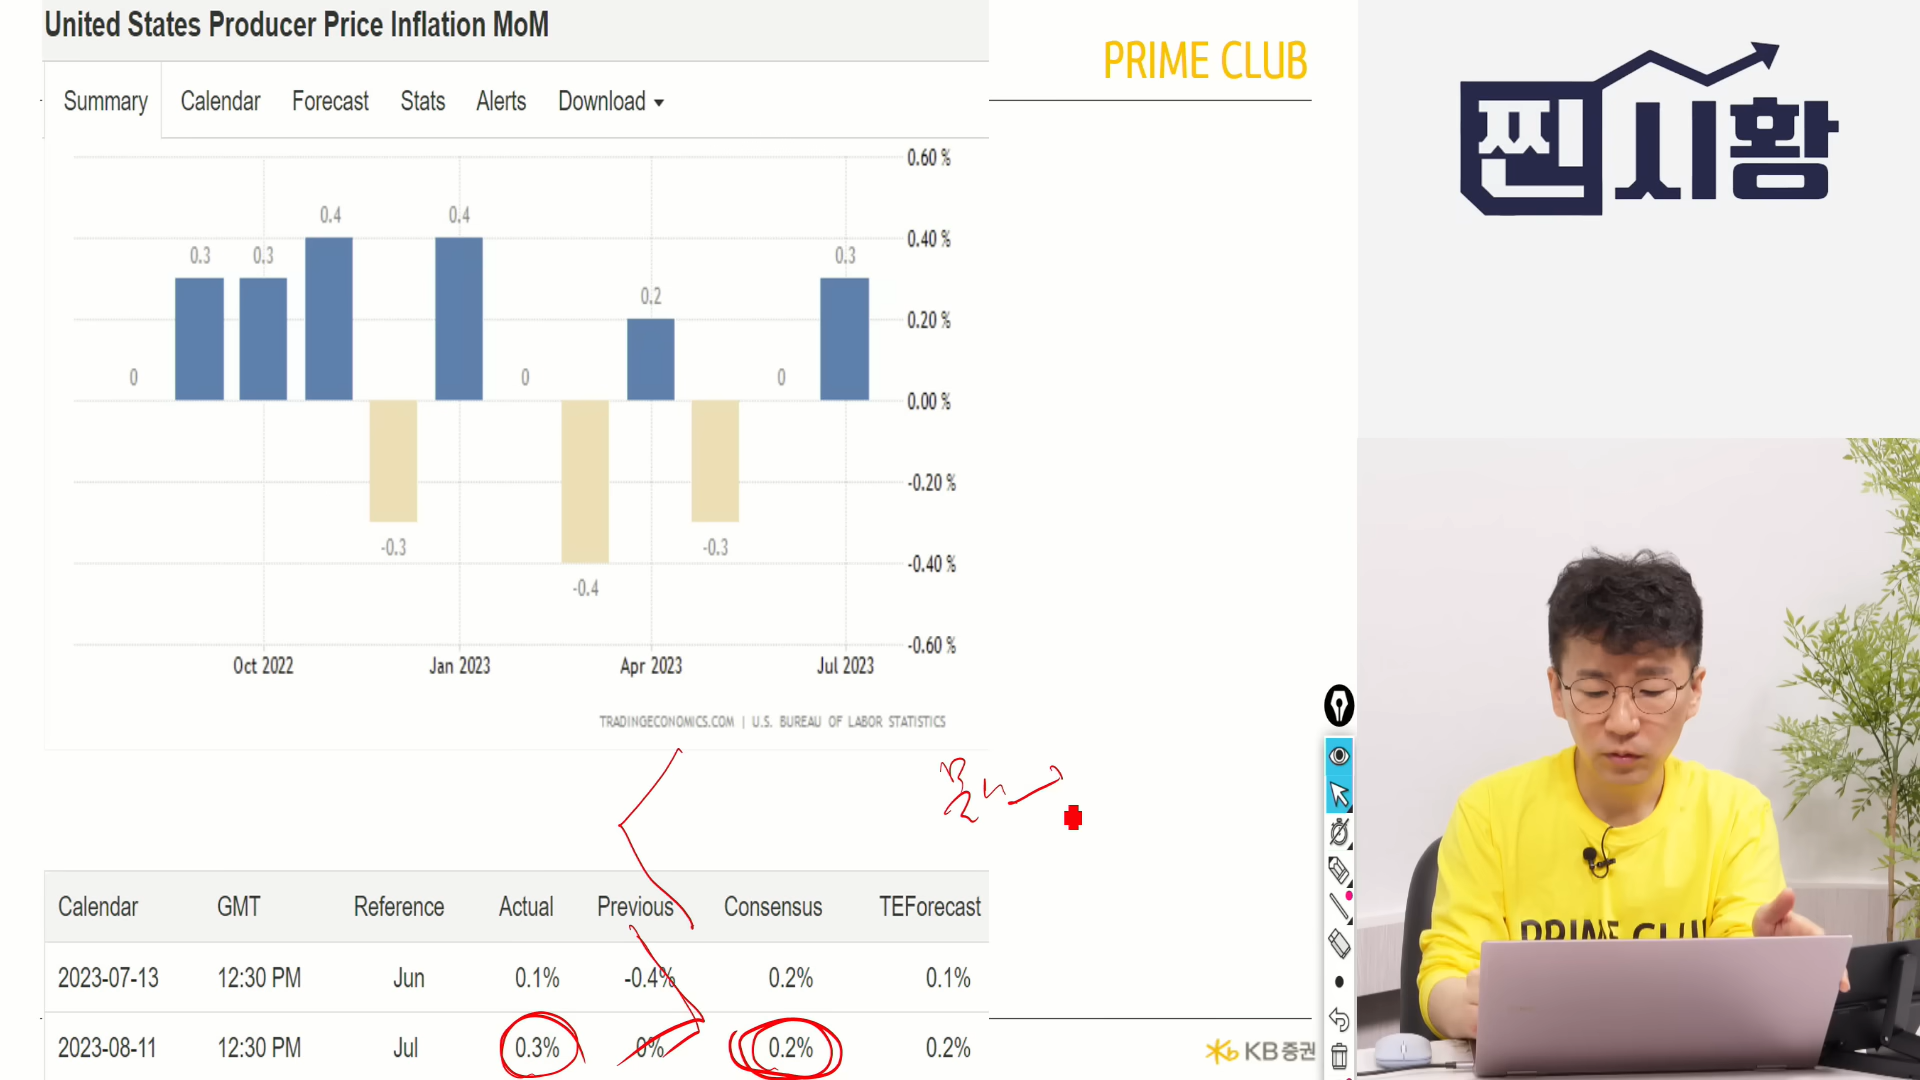 United States Producer Price Inflation MoM
PRIME CLUB
찐시황
Summary Calendar Forecast Stats Alerts Download
0.60 %
0.40 %
0.20 %
0.00 %
-0.20 %
-0.40 %
-0.60 %
0 0.3 0.3 0.4 -0.3 0.4 0 -0.4 0.2 -0.3 0 0.3
Oct 2022 Jan 2023 Apr 2023 Jul 2023
TRADINGECONOMICS.COM | U.S. BUREAU OF LABOR STATISTICS
Calendar GMT Reference Actual Previous Consensus TEForecast
2023-07-13 12:30 PM Jun 0.1% -0.4% 0.2% 0.1%
2023-08-11 12:30 PM Jul 0.3% 0% 0.2% 0.2%
KB증권
PRIME CLU